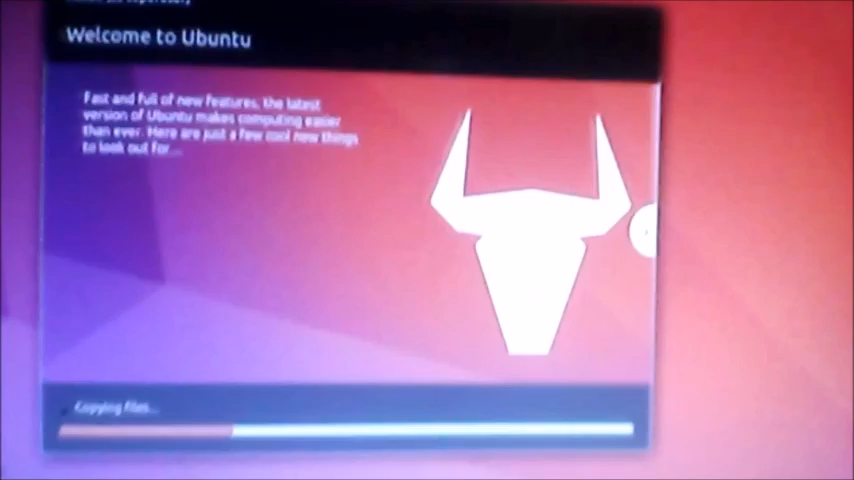 Welcome to Ubuntu
Fast and full of new features, the latest
version of Ubuntu makes computing easier
than ever. Here are just a few cool new things
to look out for...
Copying files...